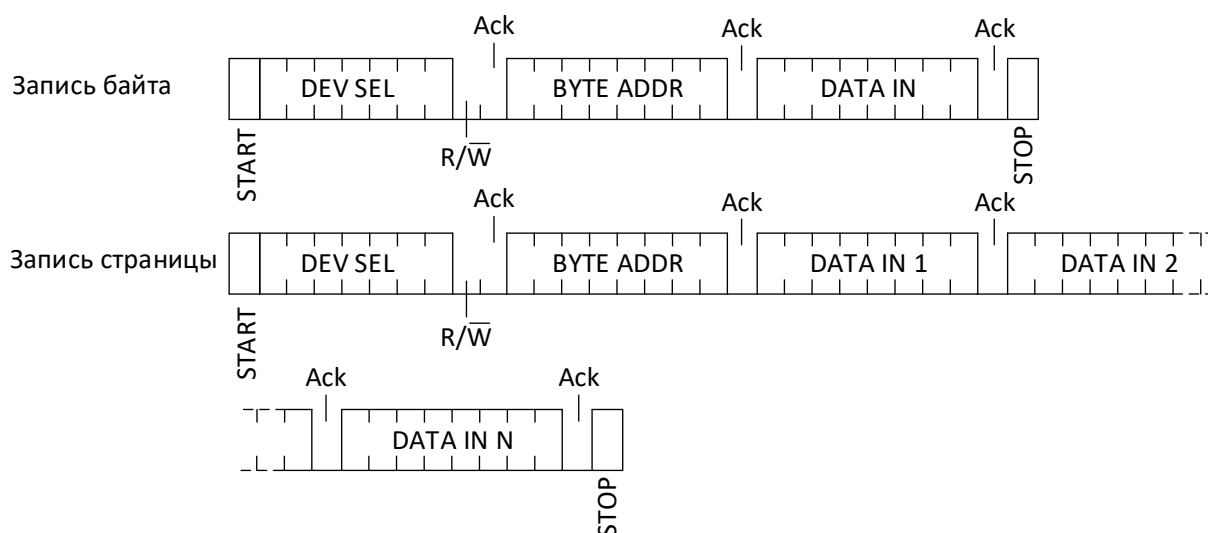 Ack Ack Ack
Запись байта DEV SEL BYTE ADDR DATA IN
START R/W̅ STOP
Ack Ack Ack
Запись страницы DEV SEL BYTE ADDR DATA IN 1 DATA IN 2
START R/W̅
Ack Ack
DATA IN N
STOP